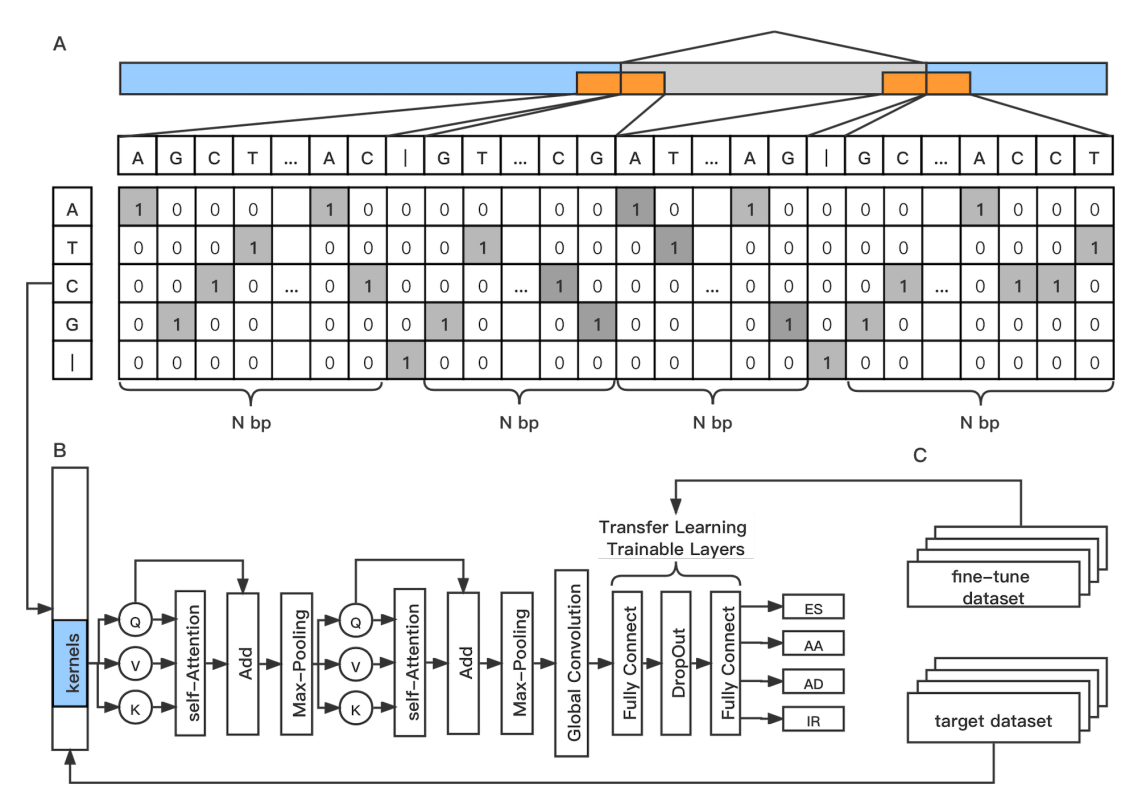 A
A G C T ... A C | G T ... C G A T ... A G | G C ... A C C T
A 1 0 0 0 1 0 0 0 0 0 0 1 0 1 0 0 0 0 1 0 0 0
T 0 0 0 1 0 0 0 0 1 0 0 0 1 0 0 0 0 0 0 0 0 1
C 0 0 1 0 ... 0 1 0 0 0 ... 1 0 0 0 ... 0 0 0 0 1 ... 0 1 1 0
G 0 1 0 0 0 0 0 1 0 0 1 0 0 0 1 0 1 0 0 0 0 0
| 0 0 0 0 0 0 1 0 0 0 0 0 0 0 0 1 0 0 0 0 0 0
N bp
N bp
N bp
N bp
B
kernels
Q
V
K
self-Attention
Add
Max-Pooling
Q
V
K
self-Attention
Add
Max-Pooling
Global Convolution
Transfer Learning
Trainable Layers
Fully Connect
DropOut
Fully Connect
ES
AA
AD
IR
C
fine-tune
dataset
target dataset